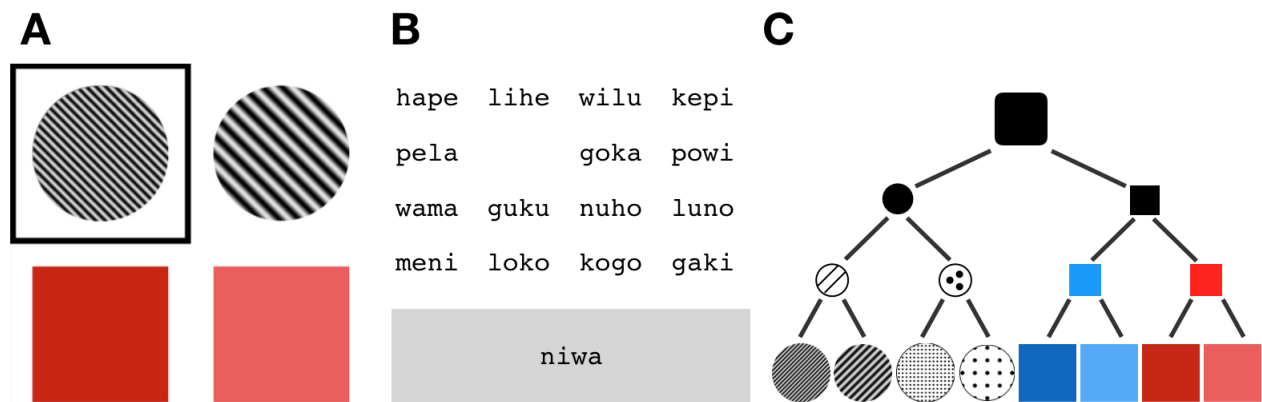 A B C
hape lihe wilu kepi
pela goka powi
wama guku nuho luno
meni loko kogo gaki
niwa